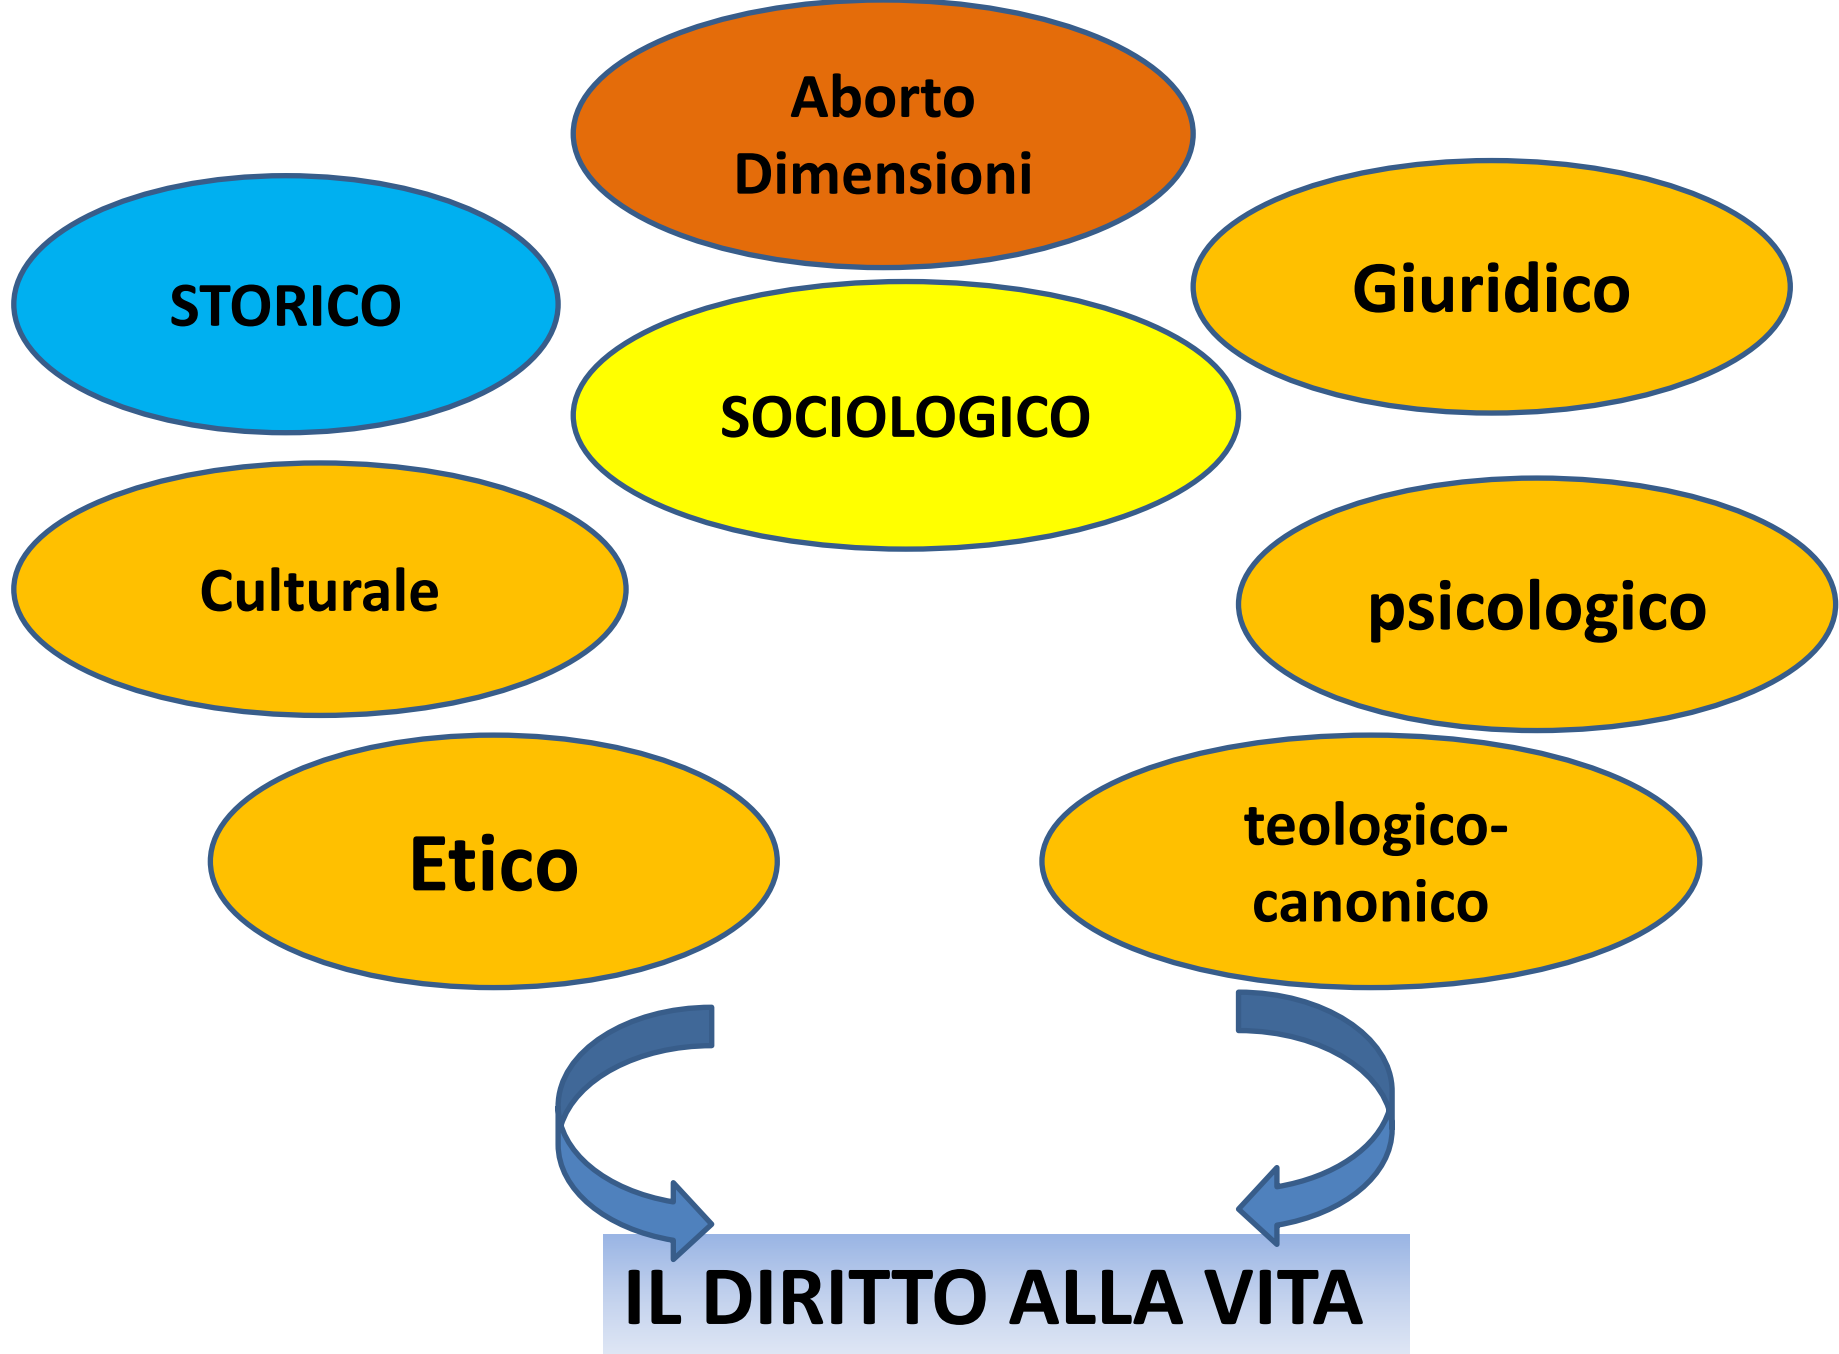 Aborto
Dimensioni
STORICO
Giuridico
SOCIOLOGICO
Culturale
psicologico
Etico
teologico-
canonico
IL DIRITTO ALLA VITA